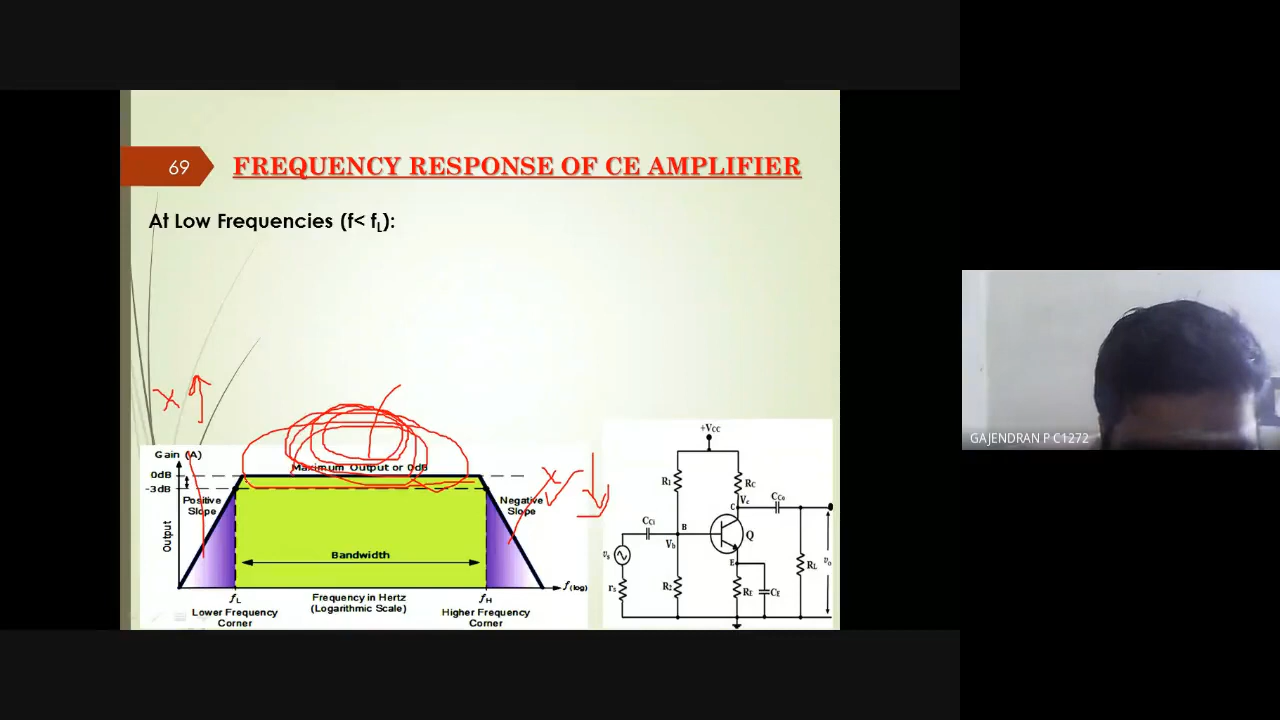 69
FREQUENCY RESPONSE OF CE AMPLIFIER
At Low Frequencies (f< fL):
X
Gain (A)
0dB
-3dB
Maximum Output or 0dB
Positive
Slope
Negative
Slope
X
Output
Bandwidth
fL
fH
f(log)
Lower Frequency
Corner
Frequency in Hertz
(Logarithmic Scale)
Higher Frequency
Corner
+VCC
R1
RC
Vc
C
CCo
CCi
B
Vb
Q
E
vs
rs
R2
RE
CE
RL
vo
GAJENDRAN P C1272